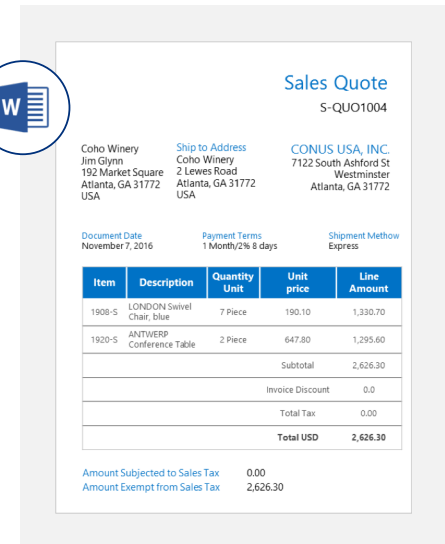 Sales Quote
S-QUO1004
W
Coho Winery
Jim Glynn
192 Market Square
Atlanta, GA 31772
USA
Ship to Address
Coho Winery
2 Lewes Road
Atlanta, GA 31772
USA
CONUS USA, INC.
7122 South Ashford St
Westminster
Atlanta, GA 31772
Document Date Payment Terms Shipment Methow
November 7, 2016 1 Month/2% 8 days Express
Item Description Quantity Unit Unit price Line Amount
1908-S LONDON Swivel Chair, blue 7 Piece 190.10 1,330.70
1920-S ANTWERP Conference Table 2 Piece 647.80 1,295.60
Subtotal 2,626.30
Invoice Discount 0.0
Total Tax 0.00
Total USD 2,626.30
Amount Subjected to Sales Tax 0.00
Amount Exempt from Sales Tax 2,626.30